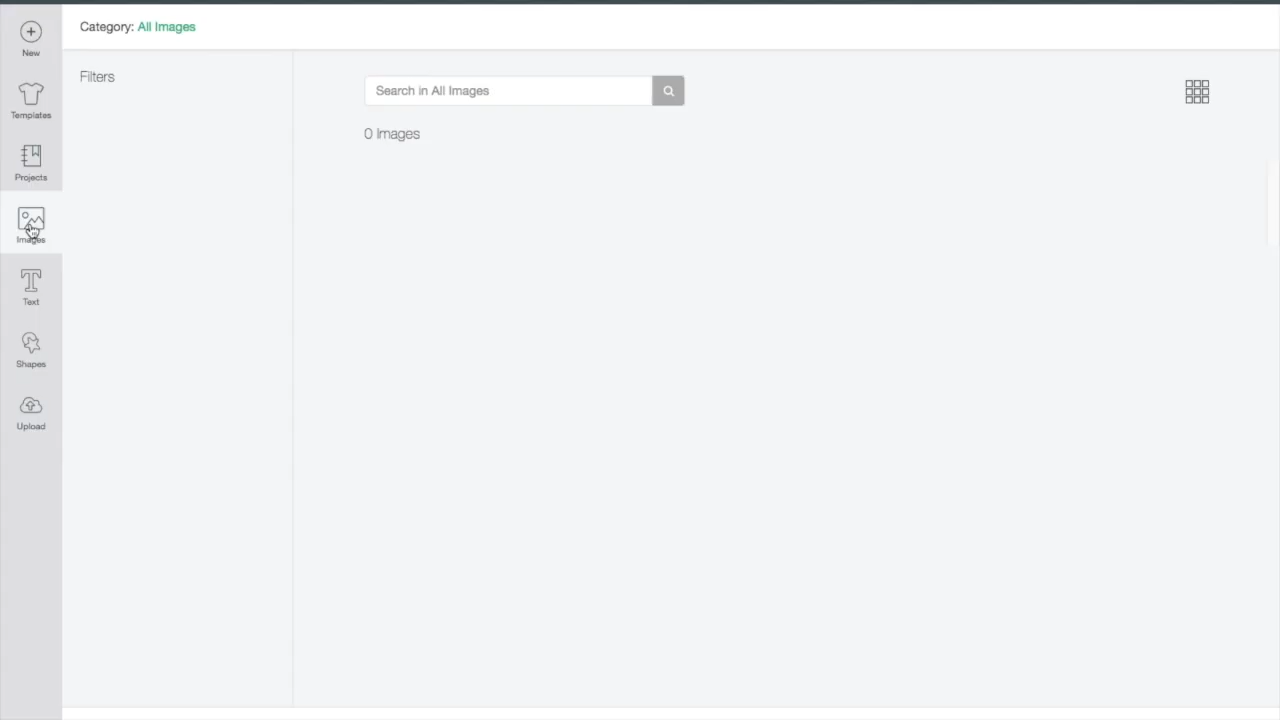 Category: All Images
New
Templates
Projects
Images
Text
Shapes
Upload
Filters
Search in All Images
0 Images